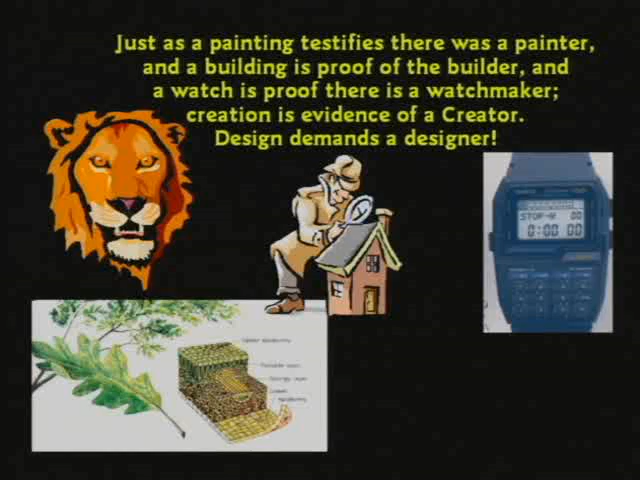 Just as a painting testifies there was a painter,
and a building is proof of the builder, and
a watch is proof there is a watchmaker;
creation is evidence of a Creator.
Design demands a designer!
STOP-W 00
0:00 00